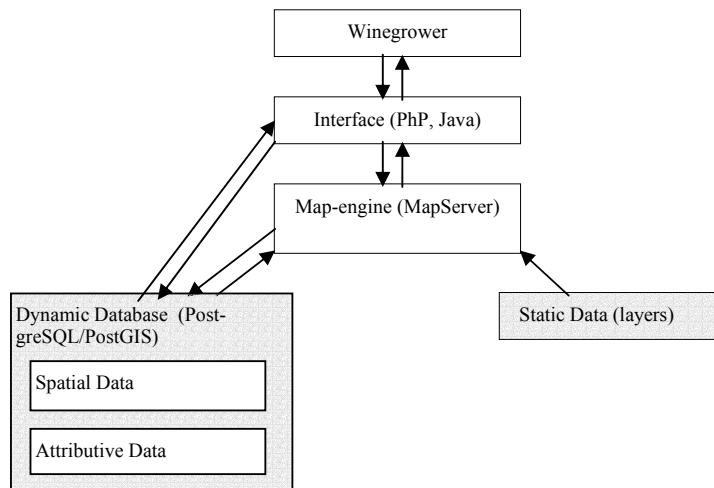 Winegrower
Interface (PhP, Java)
Map-engine (MapServer)
Dynamic Database (Post-
greSQL/PostGIS)
Static Data (layers)
Spatial Data
Attributive Data